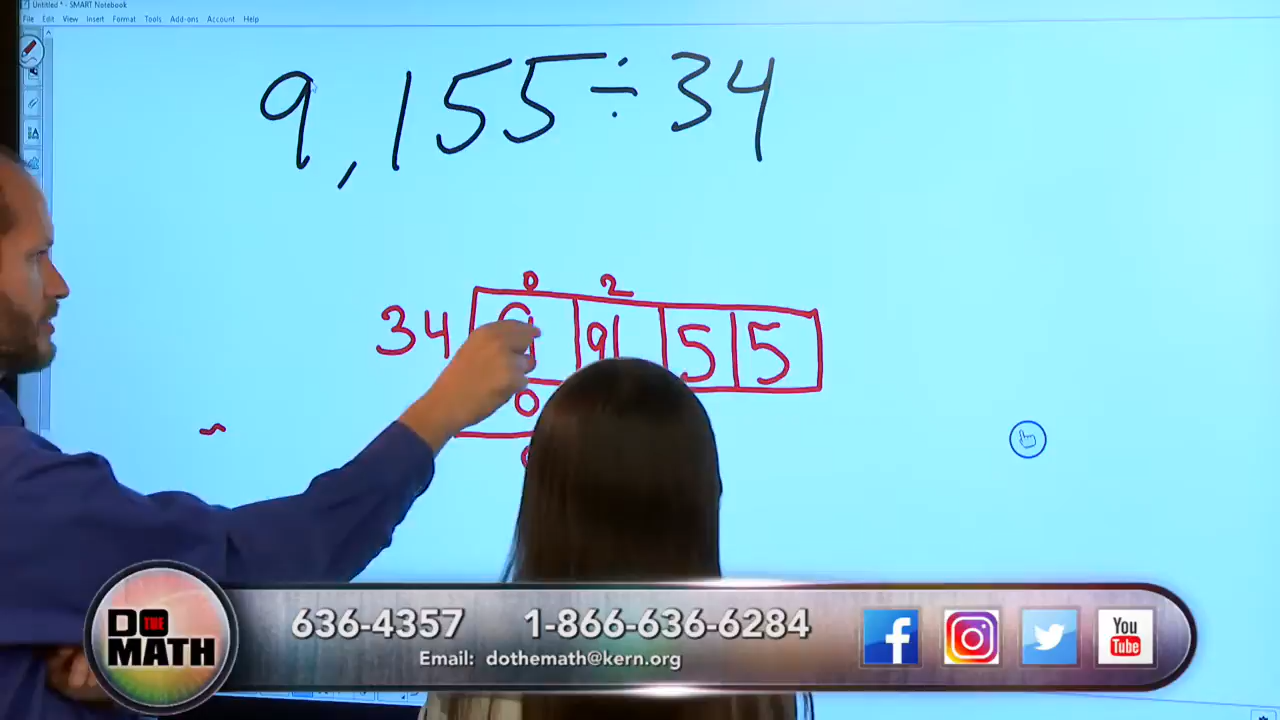 Untitled * - SMART Notebook
File Edit View Insert Format Tools Add-ons Account Help
9,155÷34
0 2
34 9 91 5 5
0
DO THE MATH
636-4357 1-866-636-6284
Email: dothemath@kern.org
f
You Tube